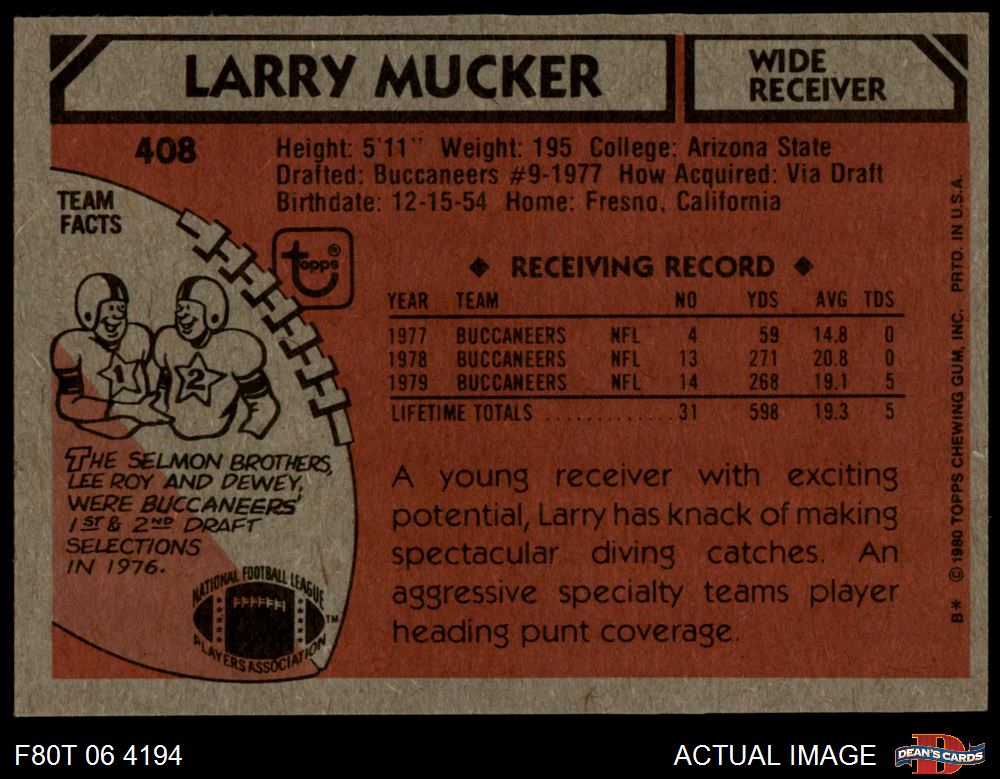 LARRY MUCKER
WIDE
RECEIVER
408
Height: 5'11" Weight: 195 College: Arizona State
Drafted: Buccaneers #9-1977 How Acquired: Via Draft
Birthdate: 12-15-54 Home: Fresno, California
TEAM
FACTS
topps®
◆ RECEIVING RECORD ◆
YEAR TEAM NO YDS AVG TDS
1977 BUCCANEERS NFL 4 59 14.8 0
1978 BUCCANEERS NFL 13 271 20.8 0
1979 BUCCANEERS NFL 14 268 19.1 5
LIFETIME TOTALS ............ 31 598 19.3 5
1 2
THE SELMON BROTHERS,
LEE ROY AND DEWEY,
WERE BUCCANEERS'
1ST & 2ND DRAFT
SELECTIONS
IN 1976.
NATIONAL FOOTBALL LEAGUE
PLAYERS ASSOCIATION
TM
A young receiver with exciting
potential, Larry has knack of making
spectacular diving catches. An
aggressive specialty teams player
heading punt coverage.
B* © 1980 TOPPS CHEWING GUM, INC. PRTD. IN U.S.A.
F80T 06 4194
ACTUAL IMAGE
DEAN'S CARDS